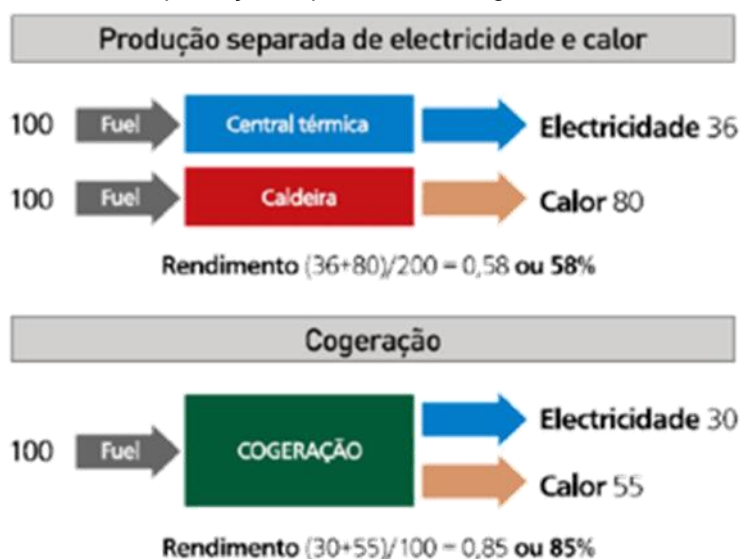 Produção separada de electricidade e calor
100 Fuel Central térmica Electricidade 36
100 Fuel Caldeira Calor 80
Rendimento (36+80)/200 = 0,58 ou 58%
Cogeração
Electricidade 30
100 Fuel COGERAÇÃO
Calor 55
Rendimento (30+55)/100 = 0,85 ou 85%